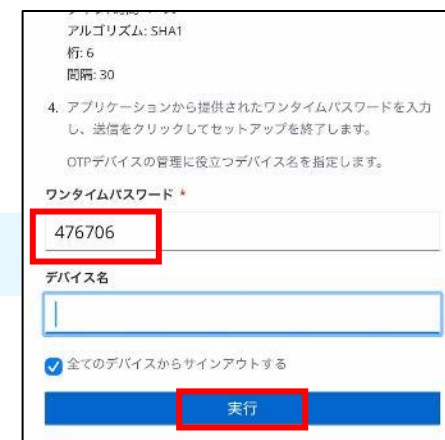 アルゴリズム: SHA1
桁: 6
間隔: 30
4. アプリケーションから提供されたワンタイムパスワードを入力
し、送信をクリックしてセットアップを終了します。
OTPデバイスの管理に役立つデバイス名を指定します。
ワンタイムパスワード *
476706
デバイス名
全てのデバイスからサインアウトする
実行